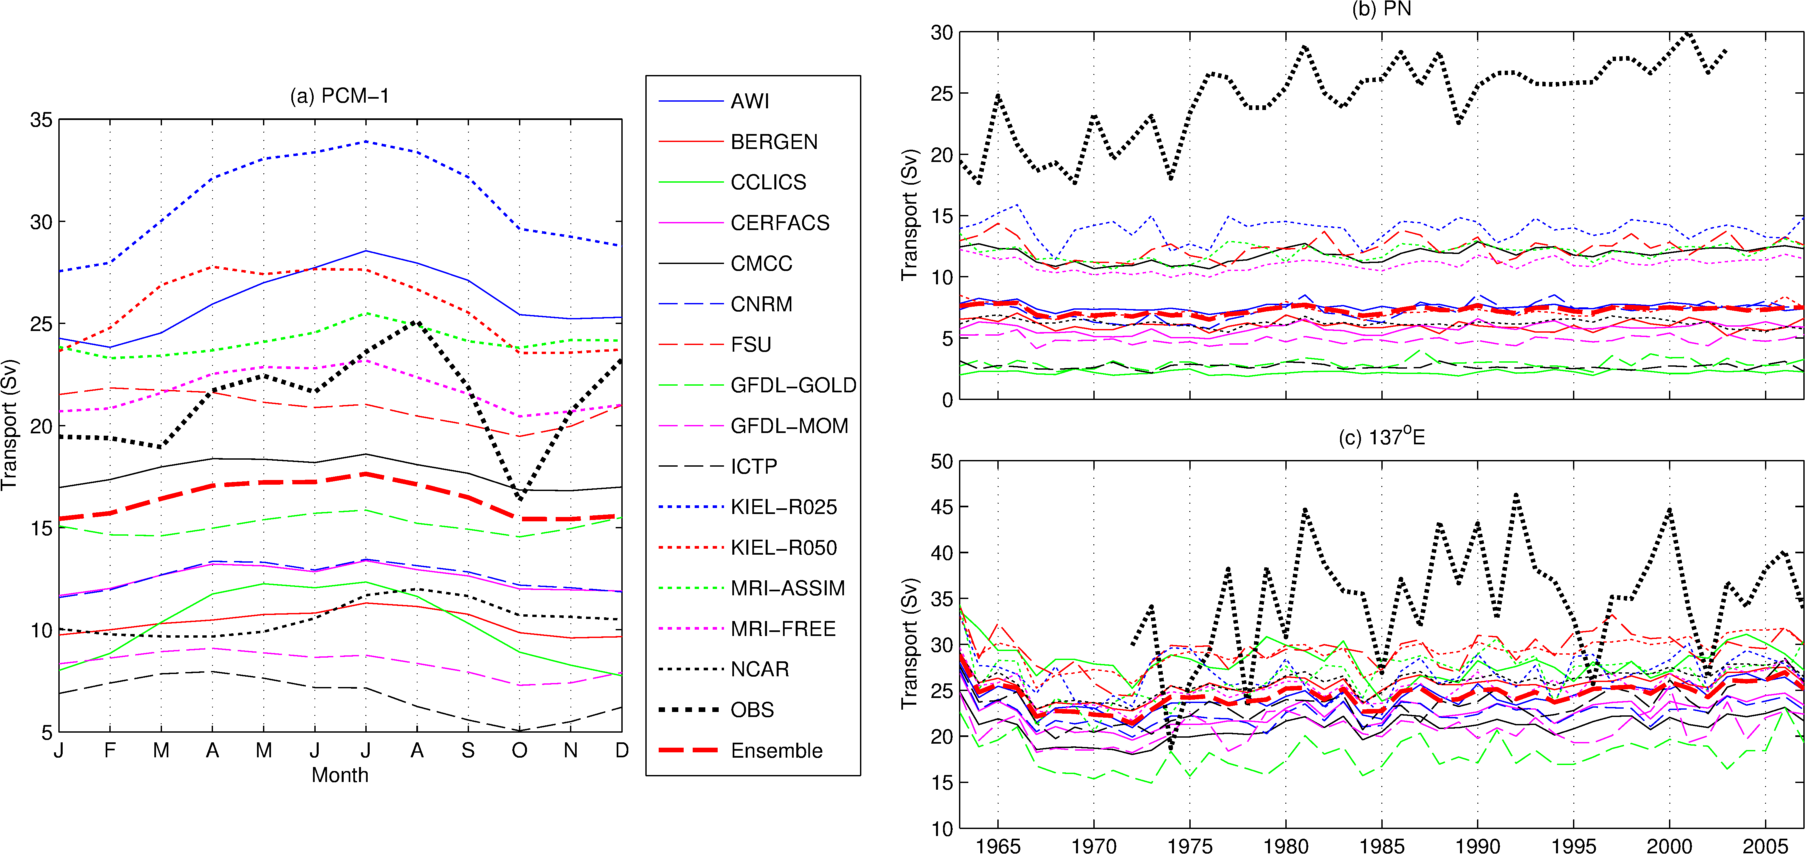 (a) PCM−1
Transport (Sv)
35
30
25
20
15
10
5
J F M A M J J A S O N D
Month
AWI
BERGEN
CCLICS
CERFACS
CMCC
CNRM
FSU
GFDL−GOLD
GFDL−MOM
ICTP
KIEL−R025
KIEL−R050
MRI−ASSIM
MRI−FREE
NCAR
OBS
Ensemble
(b) PN
Transport (Sv)
30
25
20
15
10
5
0
(c) 137°E
Transport (Sv)
50
45
40
35
30
25
20
15
10
1965 1970 1975 1980 1985 1990 1995 2000 2005